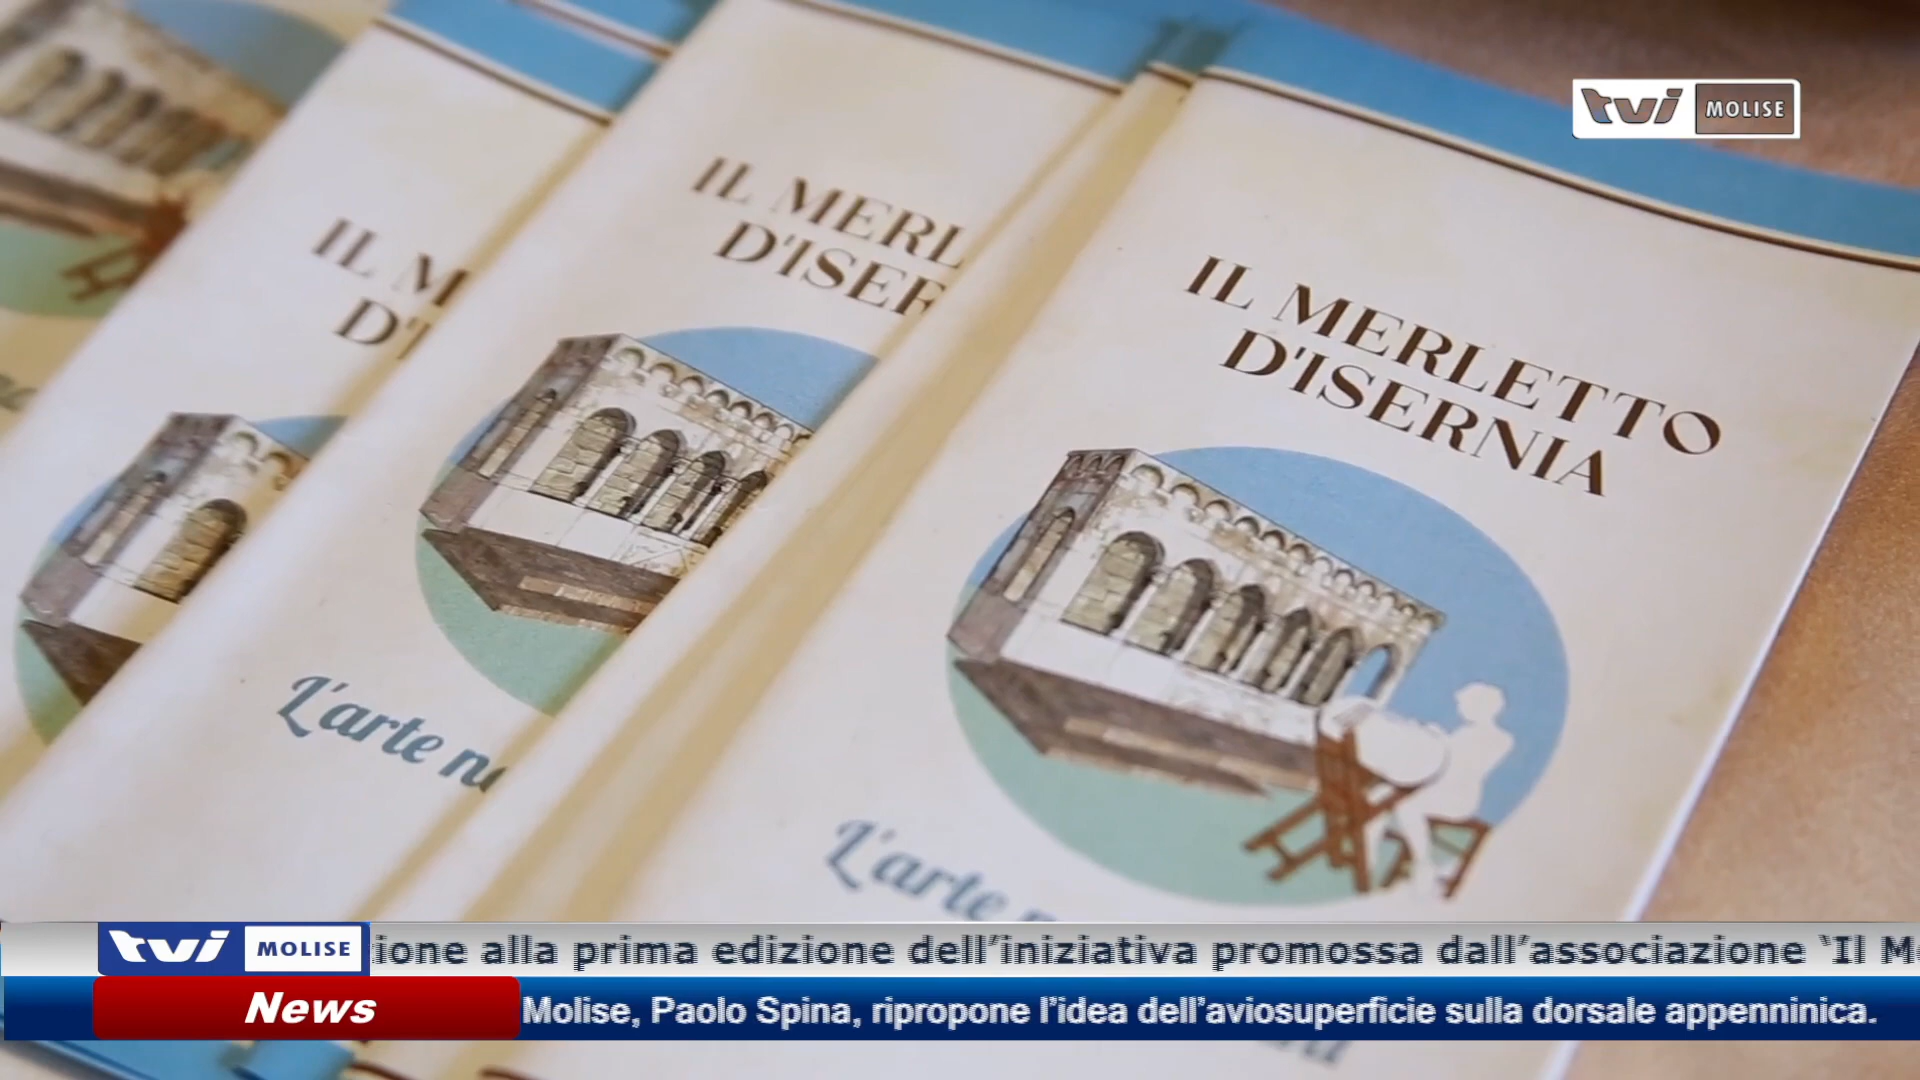 tvi MOLISE
IL MERLETTO
D'ISERNIA
IL MERL
D'ISER
IL M
D'I
L'arte
L'arte
tvi MOLISE
ione alla prima edizione dell'iniziativa promossa dall'associazione 'Il M
News
Molise, Paolo Spina, ripropone l'idea dell'aviosuperficie sulla dorsale appenninica.